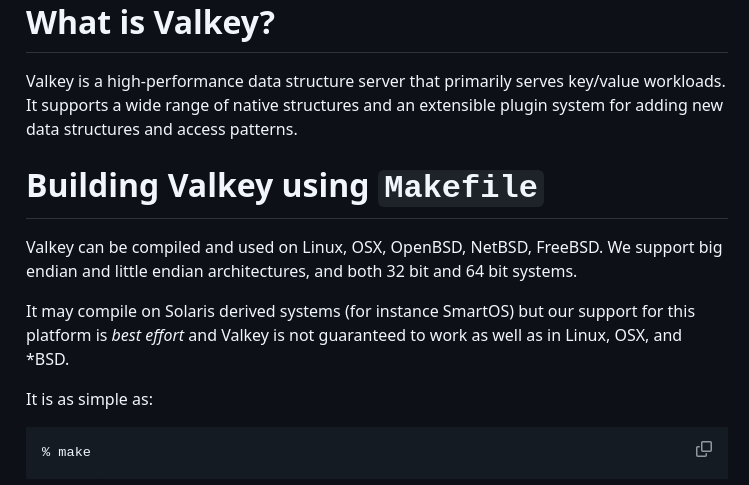 What is Valkey?
Valkey is a high-performance data structure server that primarily serves key/value workloads.
It supports a wide range of native structures and an extensible plugin system for adding new
data structures and access patterns.
Building Valkey using Makefile
Valkey can be compiled and used on Linux, OSX, OpenBSD, NetBSD, FreeBSD. We support big
endian and little endian architectures, and both 32 bit and 64 bit systems.
It may compile on Solaris derived systems (for instance SmartOS) but our support for this
platform is best effort and Valkey is not guaranteed to work as well as in Linux, OSX, and
*BSD.
It is as simple as:
% make